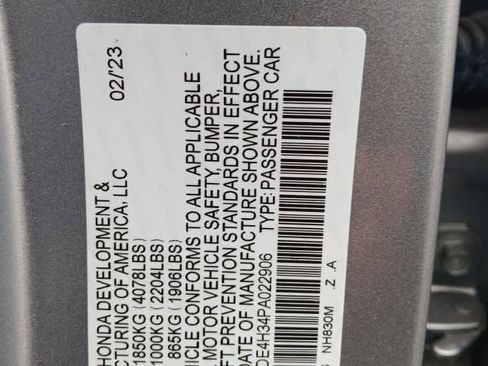 HONDA DEVELOPMENT & 02/'23
CTURING OF AMERICA, LLC
1850KG (4078LBS)
1000KG (2204LBS)
865KG (1906LBS)
ICLE CONFORMS TO ALL APPLICABLE
MOTOR VEHICLE SAFETY, BUMPER,
FT PREVENTION STANDARDS IN EFFECT
DATE OF MANUFACTURE SHOWN ABOVE.
DE4H34PA022906 TYPE: PASSENGER CAR
NH830M .Z .A